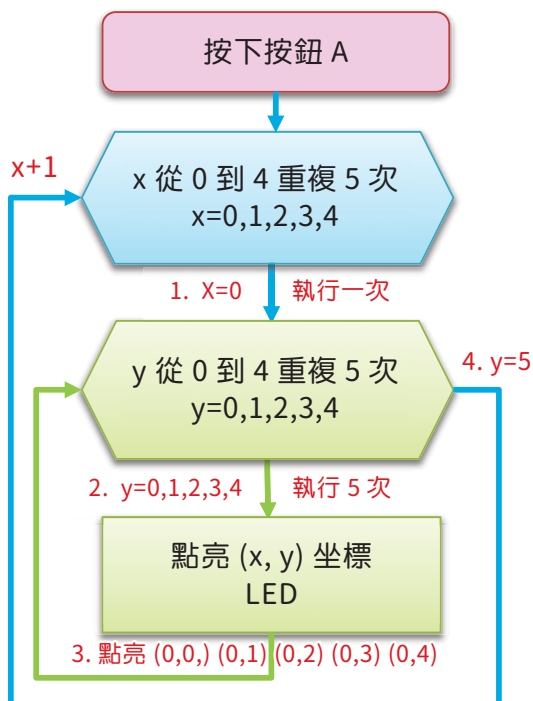 按下按鈕 A
x+1
x 從 0 到 4 重複 5 次
x=0,1,2,3,4
1. X=0 執行一次
y 從 0 到 4 重複 5 次
y=0,1,2,3,4
4. y=5
2. y=0,1,2,3,4 執行 5 次
點亮 (x, y) 坐標
LED
3. 點亮 (0,0,) (0,1) (0,2) (0,3) (0,4)